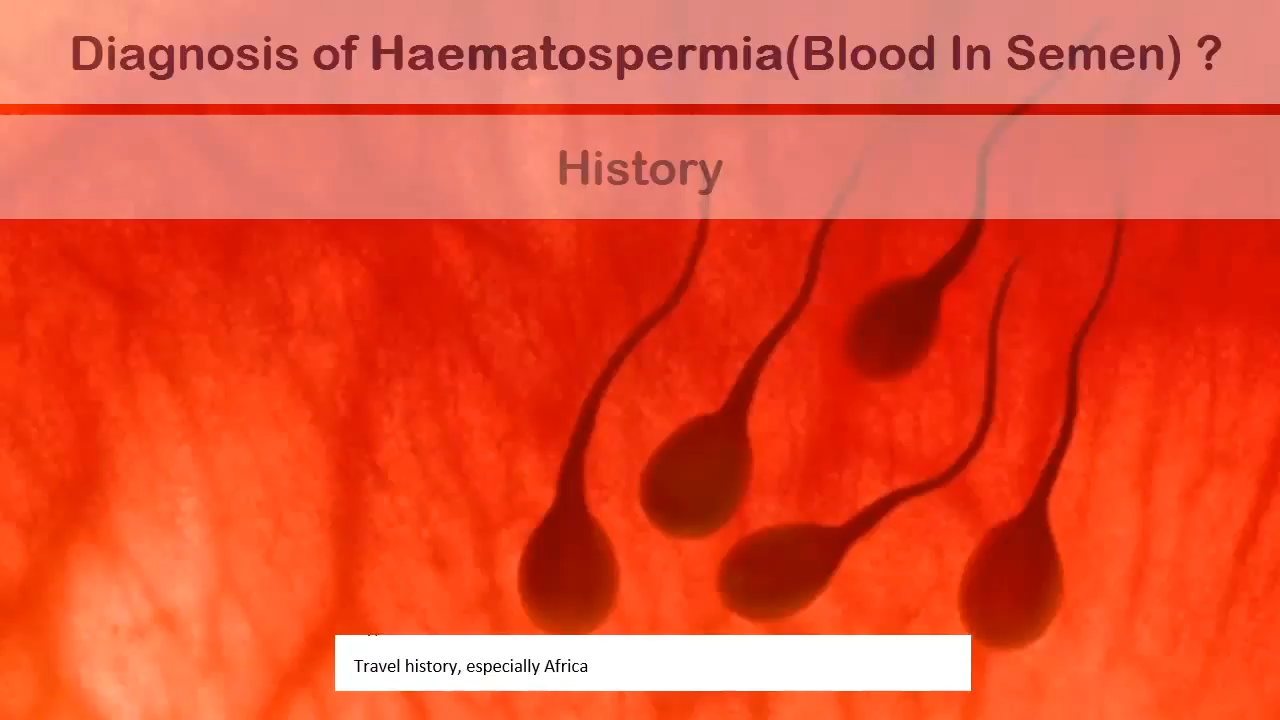 Diagnosis of Haematospermia(Blood In Semen) ?
History
Travel history, especially Africa